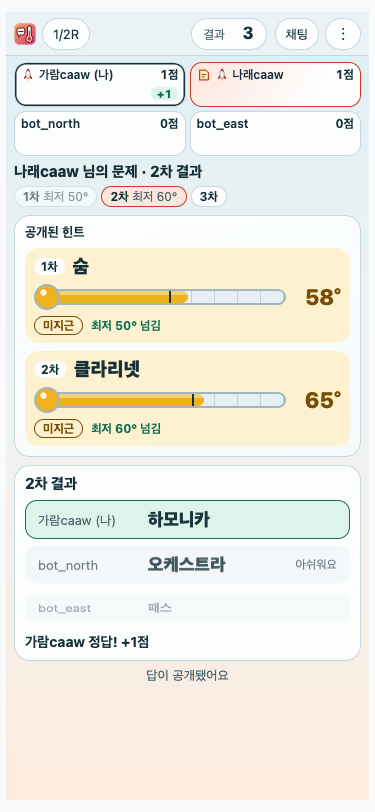 1/2R
결과 3
채팅
가람caaw (나) 1점
+1
나래caaw 1점
bot_north 0점
bot_east 0점
나래caaw 님의 문제 · 2차 결과
1차 최저 50° 2차 최저 60° 3차
공개된 힌트
1차 숨
58°
미지근 최저 50° 넘김
2차 클라리넷
65°
미지근 최저 60° 넘김
2차 결과
가람caaw (나) 하모니카
bot_north 오케스트라 아쉬워요
bot_east 패스
가람caaw 정답! +1점
답이 공개됐어요